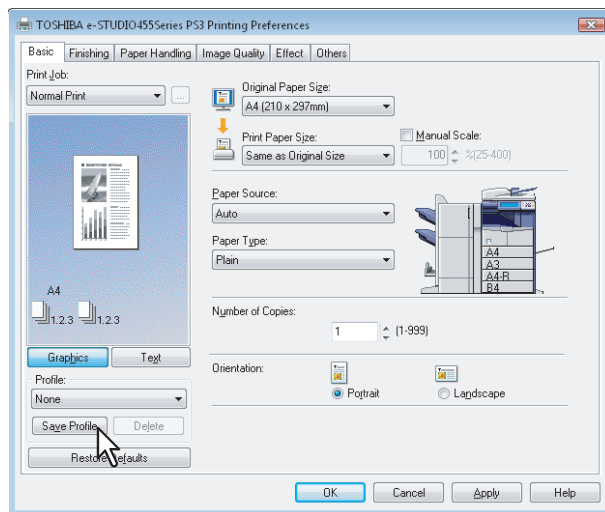 TOSHIBA e-STUDIO455Series PS3 Printing Preferences
Basic Finishing Paper Handling Image Quality Effect Others
Print Job:
Normal Print ...
A4
1.2.3 1.2.3
Graphics Text
Profile:
None
Save Profile Delete
Restore Defaults
Original Paper Size:
A4 (210 x 297mm)
Print Paper Size:
Same as Original Size
Manual Scale:
100 %(25-400)
Paper Source:
Auto
Paper Type:
Plain
A4
A3
A4-R
B4
Number of Copies:
1 (1-999)
Orientation:
Portrait Landscape
OK Cancel Apply Help